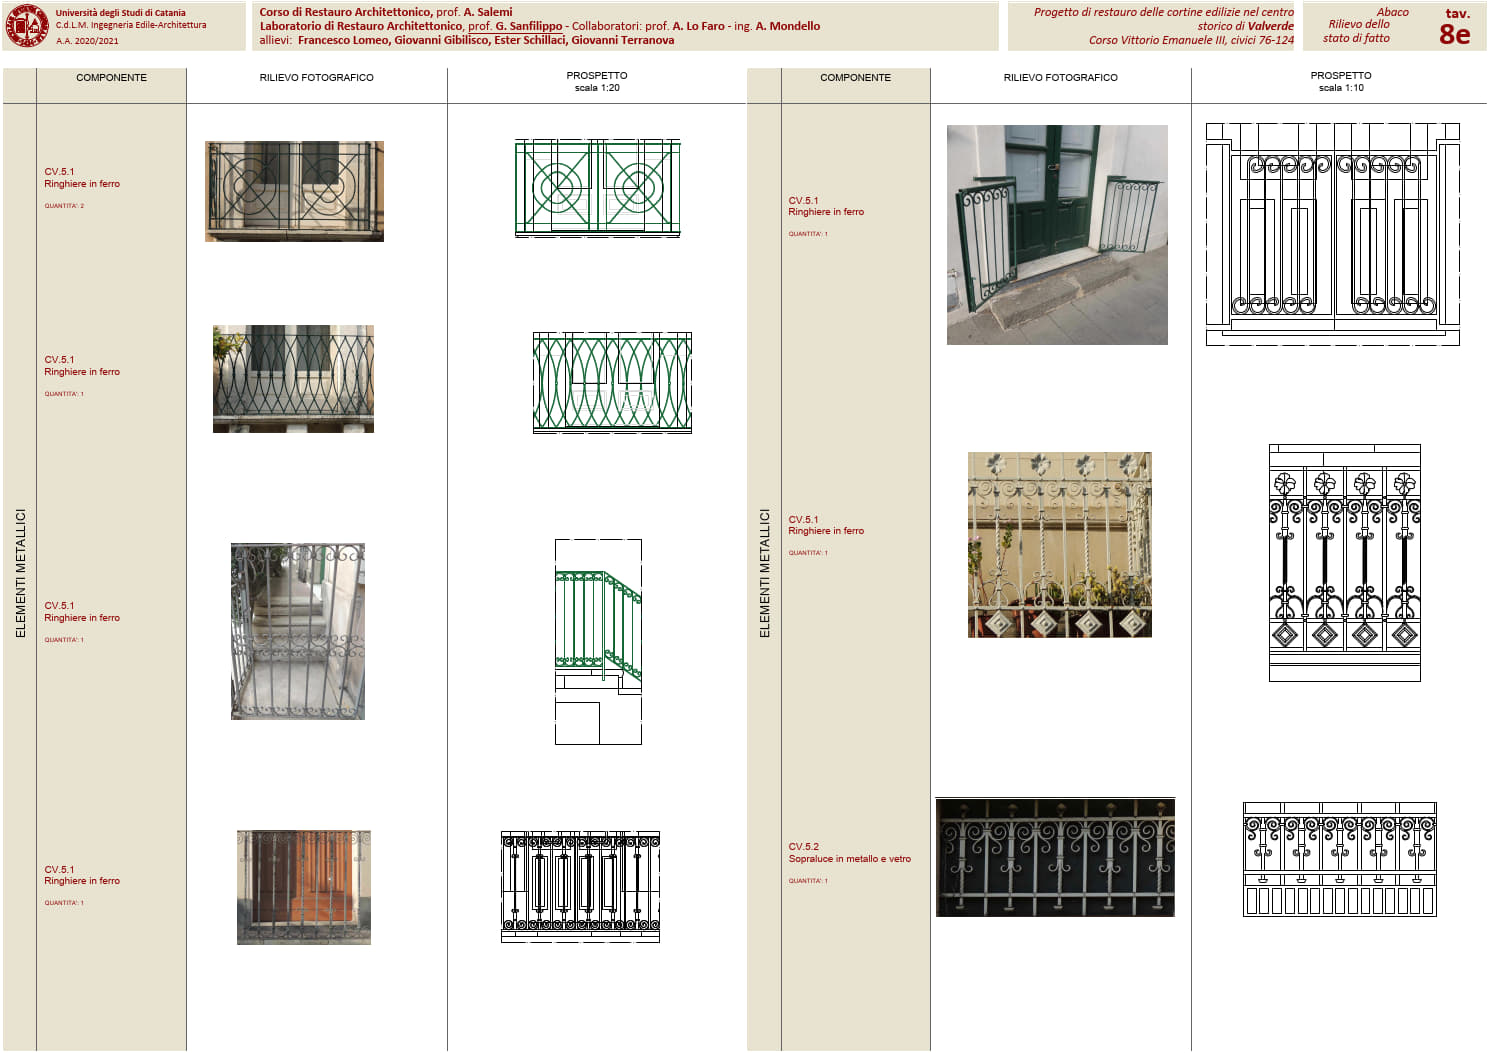 Università degli Studi di Catania
C.d.L.M. Ingegneria Edile-Architettura
A.A. 2020/2021
Corso di Restauro Architettonico, prof. A. Salemi
Laboratorio di Restauro Architettonico, prof. G. Sanfilippo - Collaboratori: prof. A. Lo Faro - ing. A. Mondello
allievi: Francesco Lomeo, Giovanni Gibilisco, Ester Schillaci, Giovanni Terranova
Progetto di restauro delle cortine edilizie nel centro
storico di Valverde
Corso Vittorio Emanuele III, civici 76-124
Abaco
Rilievo dello
stato di fatto
tav.
8e
COMPONENTE
RILIEVO FOTOGRAFICO
PROSPETTO
scala 1:20
ELEMENTI METALLICI
CV.5.1
Ringhiere in ferro
QUANTITA': 2
CV.5.1
Ringhiere in ferro
QUANTITA': 1
CV.5.1
Ringhiere in ferro
QUANTITA': 1
CV.5.1
Ringhiere in ferro
QUANTITA': 1
COMPONENTE
RILIEVO FOTOGRAFICO
PROSPETTO
scala 1:10
ELEMENTI METALLICI
CV.5.1
Ringhiere in ferro
QUANTITA': 1
CV.5.1
Ringhiere in ferro
QUANTITA': 1
CV.5.2
Sopraluce in metallo e vetro
QUANTITA': 1